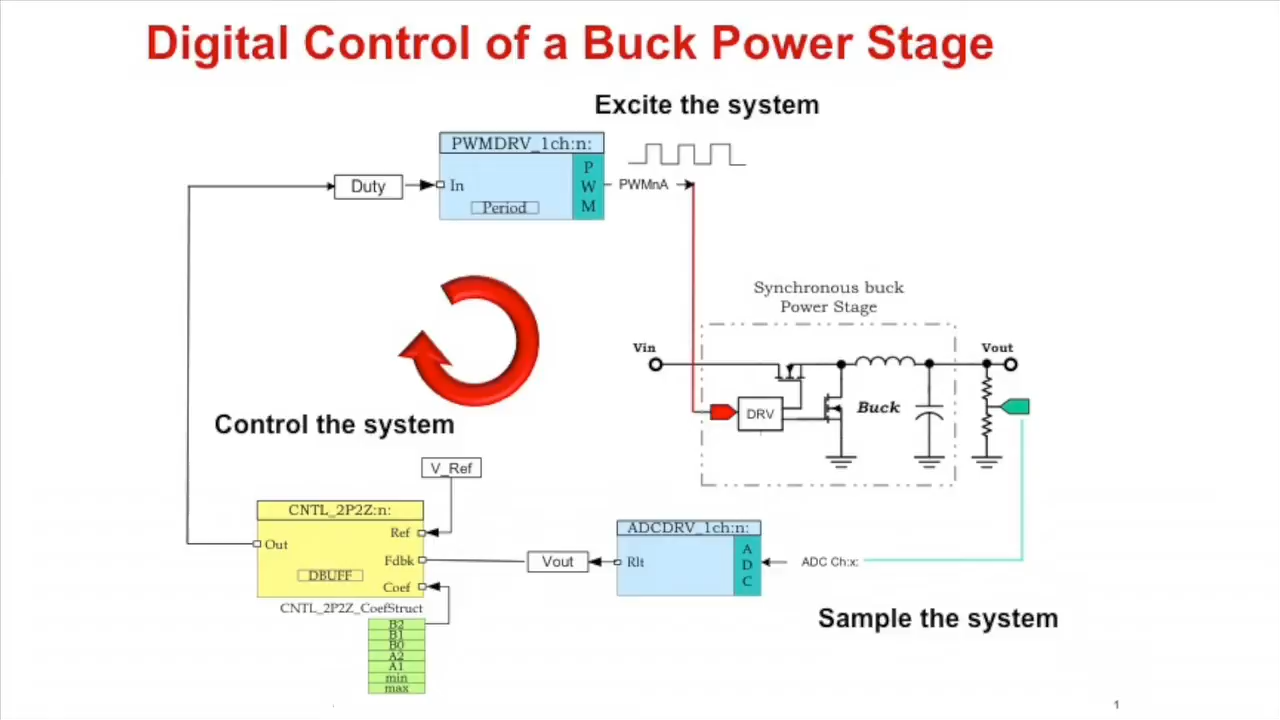 Digital Control of a Buck Power Stage
Excite the system
PWMDRV_1ch:n:
Duty
In
Period
P
W
M
PWMnA
Synchronous buck
Power Stage
Vin
Vout
DRV
Buck
Control the system
V_Ref
CNTL_2P2Z:n:
Ref
Out
Fdbk
DBUFF
Coef
CNTL_2P2Z_CoefStruct
B2
B1
B0
A2
A1
min
max
Vout
ADCDRV_1ch:n:
Rlt
A
D
C
ADC Ch:x:
Sample the system
1